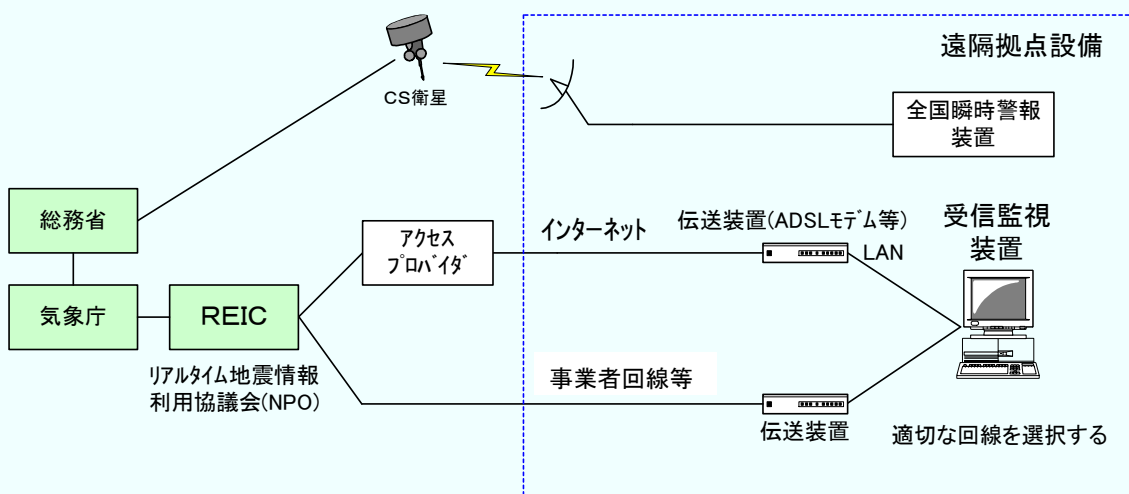 遠隔拠点設備
CS衛星
全国瞬時警報
装置
総務省
アクセス
プロバイダ
インターネット
伝送装置(ADSLモデム等)
LAN
受信監視
装置
気象庁
REIC
リアルタイム地震情報
利用協議会(NPO)
事業者回線等
伝送装置
適切な回線を選択する